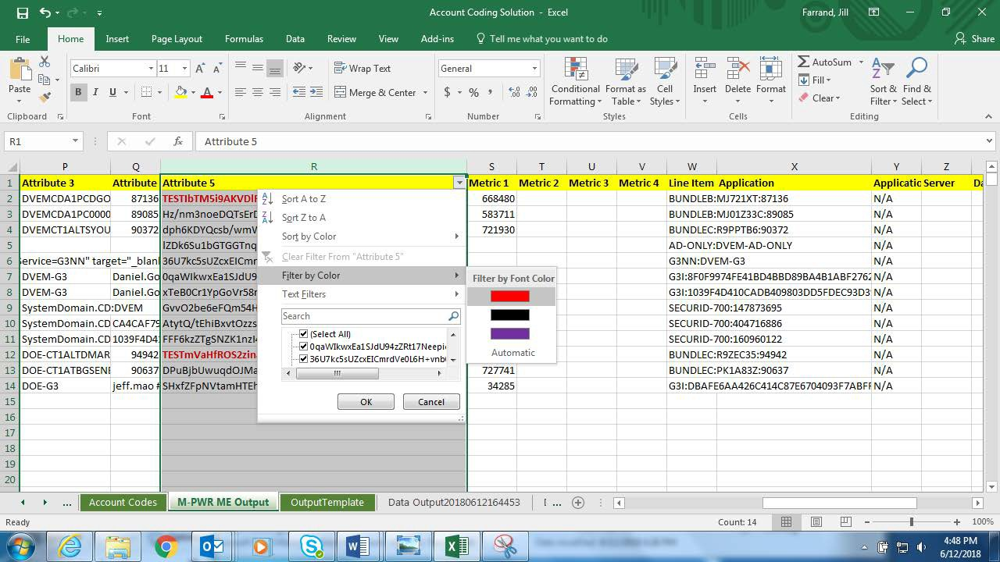 Account Coding Solution - Excel
Farrand, Jill
File Home Insert Page Layout Formulas Data Review View Add-ins Tell me what you want to do Share
Paste
Calibri 11
B I U A
Wrap Text
Merge & Center
General
$ % ,
Conditional Formatting
Format as Table
Cell Styles
Insert Delete Format
AutoSum
Fill
Clear
Sort & Filter
Find & Select
Clipboard Font Alignment Number Styles Cells Editing
R1 fx Attribute 5
P Q R S T U V W X Y Z
1 Attribute 3 Attribute Attribute 5 Metric 1 Metric 2 Metric 3 Metric 4 Line Item Application Applicatic Server Da
2 DVEMCDA1PCDGO 87136 668480 BUNDLEB:MJ721XT:87136 N/A
3 DVEMCDA1PC0000 89085 Hz/nm3noeDQTsErD 583711 BUNDLEC:MJ01Z33C:89085 N/A
4 DVEMCT1ALTSYOU 90372 dph6KDYQcsb/wmV 721930 BUNDLEC:R9PPTB6:90372 N/A
5 AD-ONLY:DVEM-AD-ONLY N/A
6 service=G3NN" target="_blank 36U7kc5sUZcxEICmr G3NN:DVEM-G3 N/A
7 DVEM-G3 Daniel.Go 0qaWIkwxEa1SJdU9 G3I:8F0F9974FE41BD4BBD89BA4B1ABF2762 N/A
8 DVEM-G3 Daniel.Go xTeB0Cr1YpGoVr58 G3I:1039F4D410CADB409803DD5FDEC93D3 N/A
9 SystemDomain.CD:DVEM GvvO2be6eFQm54H SECURID-700:147873695 N/A
10 SystemDomain.CD: CA4CAF79 AtytQ/tEhiBxvtOzzs SECURID-700:404716886 N/A
11 SystemDomain.CD: 1039F4D4 FFF6kzZTgSNZK1nzI SECURID-700:160960122 N/A
12 DOE-CT1ALTDMAR 94942 TESTmVaHfROS2zin BUNDLEC:R9ZEC35:94942 N/A
13 DOE-CT1ATBGSENE 90637 DPuBjbUwuqdOJMa 727741 BUNDLEC:PK1A83Z:90637 N/A
14 DOE-G3 jeff.mao # SHxfZFpNVtamHTEh 34285 G3I:DBAFE6AA426C414C87E6704093F7ABFF N/A
15
16
17
18
19
20
Sort A to Z
Sort Z to A
Sort by Color
Clear Filter From "Attribute 5"
Filter by Color
Text Filters
Search
(Select All)
0qaWIkwxEa1SJdU94zZRt17Neepi
36U7kc5sUZcxEICmrdVe0L6H+vnb
OK Cancel
Filter by Font Color
Automatic
... Account Codes M-PWR ME Output OutputTemplate Data Output20180612164453 ...
Ready Count: 14 100%
4:48 PM
6/12/2018